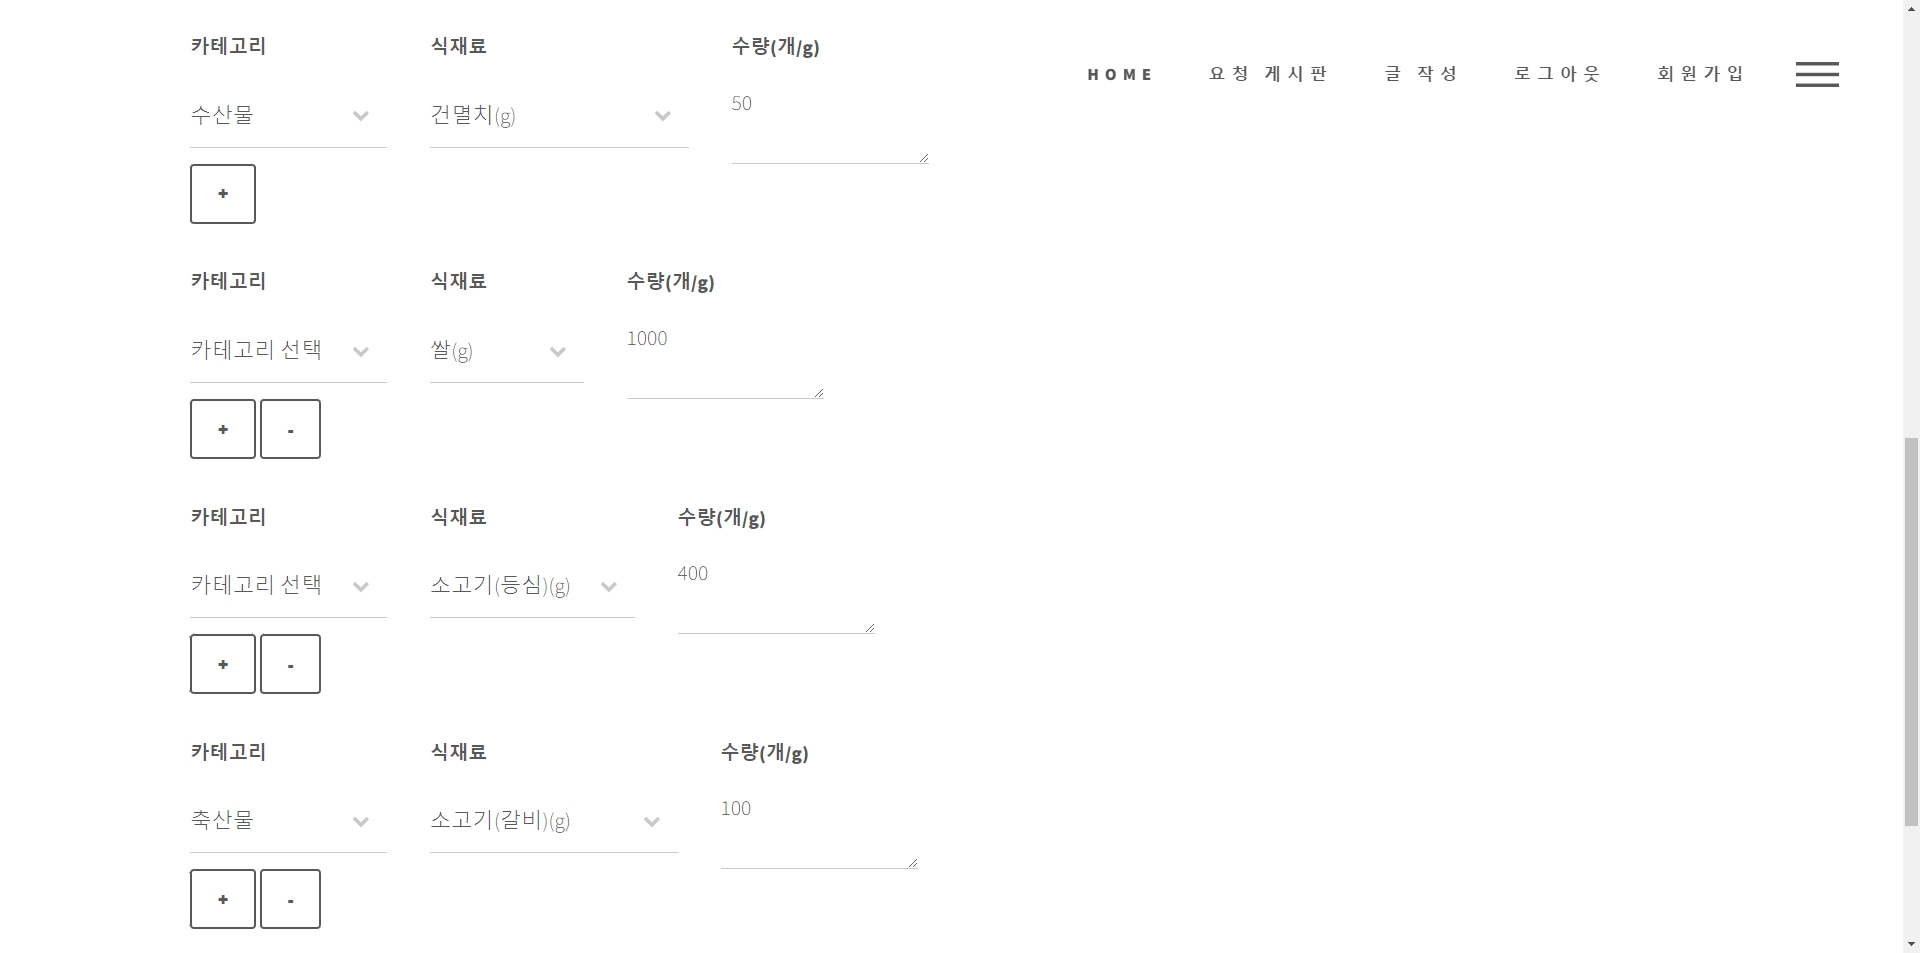 카테고리 식재료 수량(개/g)
HOME 요청 게시판 글 작성 로그아웃 회원가입
수산물 건멸치(g) 50
+
카테고리 식재료 수량(개/g)
카테고리 선택 쌀(g) 1000
+ -
카테고리 식재료 수량(개/g)
카테고리 선택 소고기(등심)(g) 400
+ -
카테고리 식재료 수량(개/g)
축산물 소고기(갈비)(g) 100
+ -